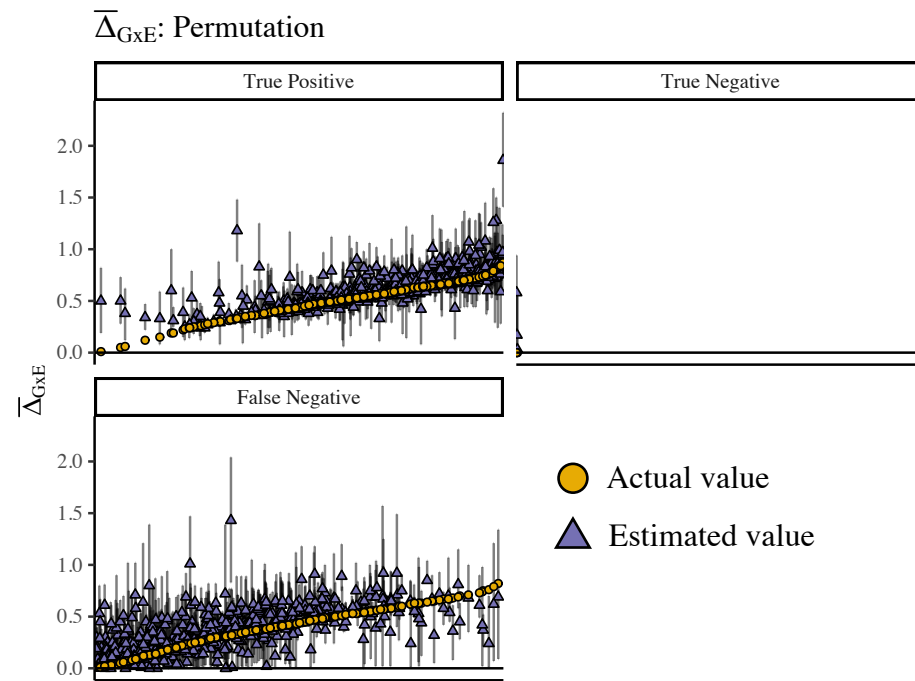 Δ̅GxE: Permutation
True Positive
True Negative
2.0
1.5
1.0
0.5
0.0
Δ̅GxE
False Negative
2.0
1.5
1.0
0.5
0.0
Actual value
Estimated value